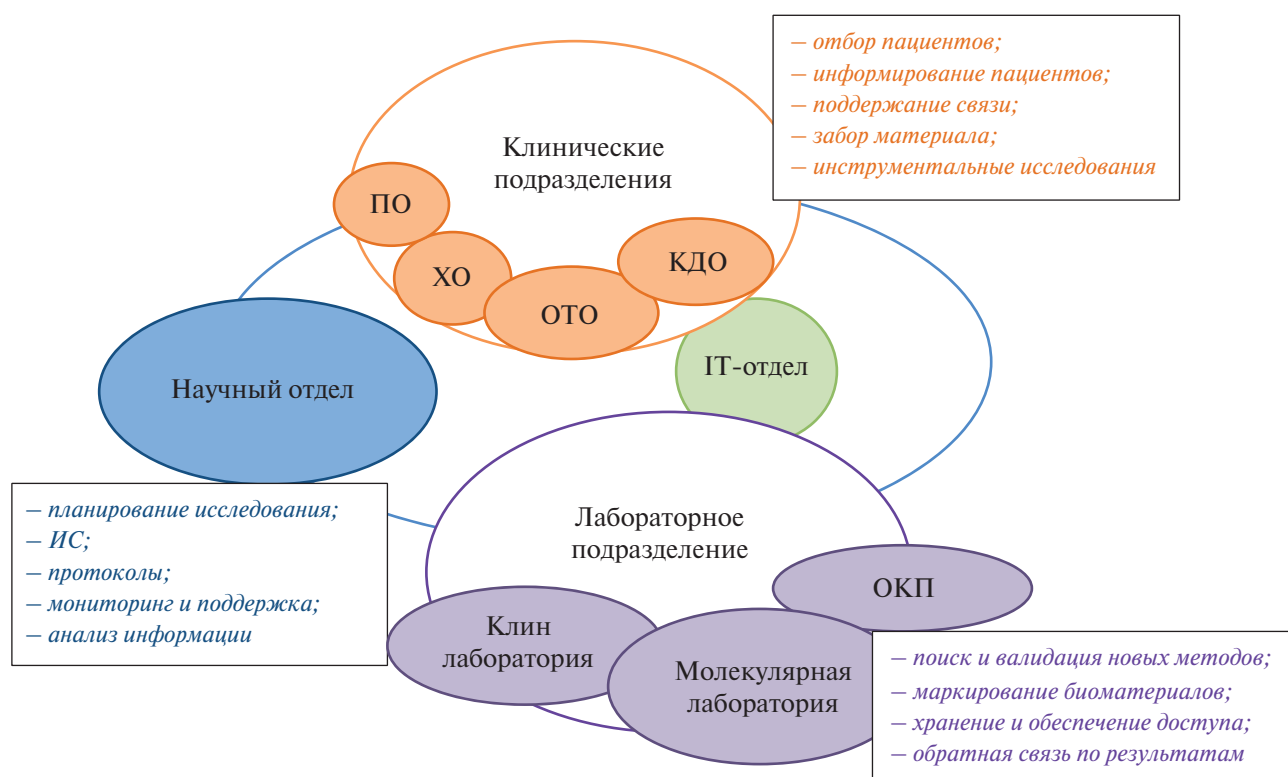 – отбор пациентов;
– информирование пациентов;
– поддержание связи;
– забор материала;
– инструментальные исследования
Клинические
подразделения
ПО
ХО
ОТО
КДО
Научный отдел
IT-отдел
– планирование исследования;
– ИС;
– протоколы;
– мониторинг и поддержка;
– анализ информации
Лабораторное
подразделение
Клин
лаборатория
Молекулярная
лаборатория
ОКП
– поиск и валидация новых методов;
– маркирование биоматериалов;
– хранение и обеспечение доступа;
– обратная связь по результатам